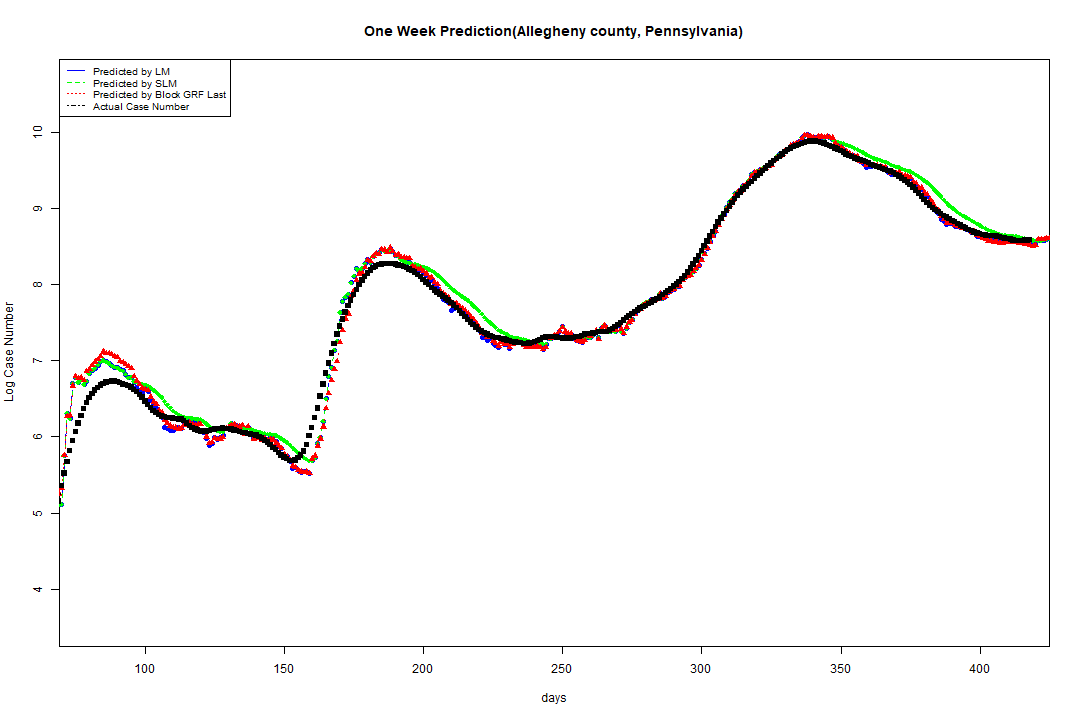 One Week Prediction(Allegheny county, Pennsylvania)
Predicted by LM
Predicted by SLM
Predicted by Block GRF Last
Actual Case Number
10
9
8
7
6
5
4
Log Case Number
100 150 200 250 300 350 400
days